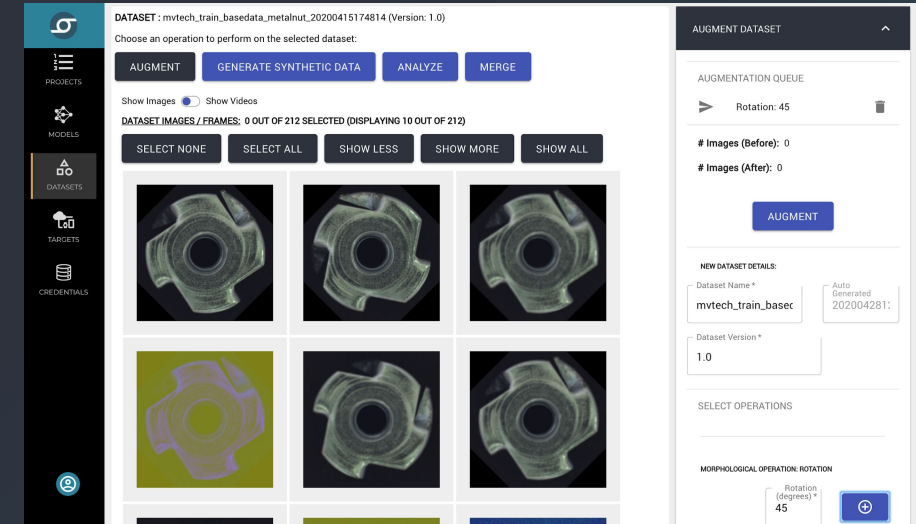 PROJECTS
MODELS
DATASETS
TARGETS
CREDENTIALS
DATASET : mvtech_train_basedata_metalnut_20200415174814 (Version: 1.0)
Choose an operation to perform on the selected dataset:
AUGMENT GENERATE SYNTHETIC DATA ANALYZE MERGE
Show Images Show Videos
DATASET IMAGES / FRAMES: 0 OUT OF 212 SELECTED (DISPLAYING 10 OUT OF 212)
SELECT NONE SELECT ALL SHOW LESS SHOW MORE SHOW ALL
AUGMENT DATASET
AUGMENTATION QUEUE
Rotation: 45
# Images (Before): 0
# Images (After): 0
AUGMENT
NEW DATASET DETAILS:
Dataset Name *
mvtech_train_basec
Auto
Generated
2020042812
Dataset Version *
1.0
SELECT OPERATIONS
MORPHOLOGICAL OPERATION: ROTATION
Rotation
(degrees) *
45